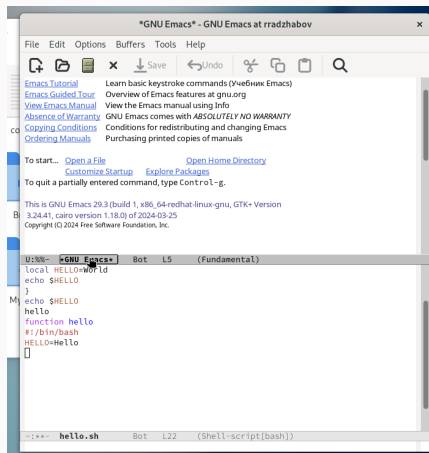 *GNU Emacs* - GNU Emacs at rradzhabov
×
File Edit Options Buffers Tools Help
Save Undo
Emacs Tutorial Learn basic keystroke commands (Учебник Emacs)
Emacs Guided Tour Overview of Emacs features at gnu.org
View Emacs Manual View the Emacs manual using Info
Absence of Warranty GNU Emacs comes with ABSOLUTELY NO WARRANTY
Copying Conditions Conditions for redistributing and changing Emacs
Ordering Manuals Purchasing printed copies of manuals
To start... Open a File Open Home Directory
Customize Startup Explore Packages
To quit a partially entered command, type Control-g.
This is GNU Emacs 29.3 (build 1, x86_64-redhat-linux-gnu, GTK+ Version
3.24.41, cairo version 1.18.0) of 2024-03-25
Copyright (C) 2024 Free Software Foundation, Inc.
U:%%- *GNU Emacs* Bot L5 (Fundamental)
local HELLO=World
echo $HELLO
}
echo $HELLO
hello
function hello
#!/bin/bash
HELLO=Hello
-:**- hello.sh Bot L22 (Shell-script[bash])